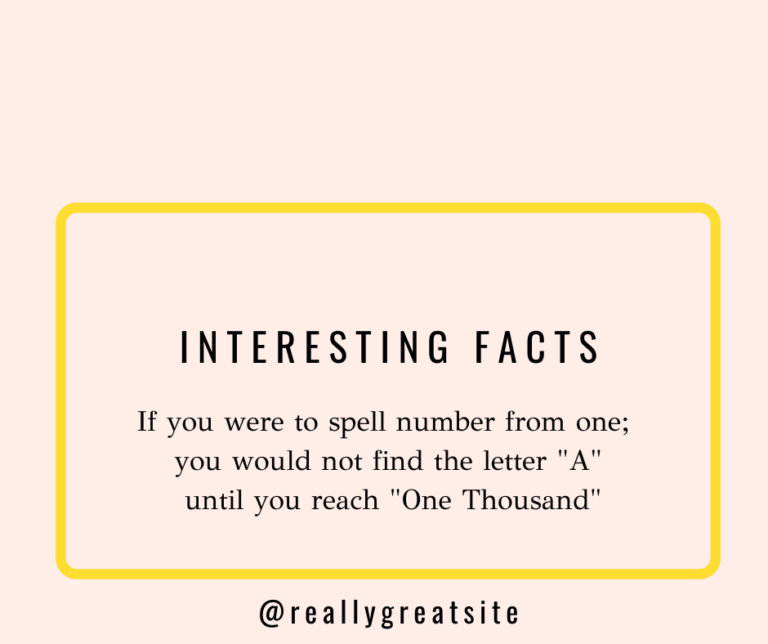 INTERESTING FACTS
If you were to spell number from one;
you would not find the letter "A"
until you reach "One Thousand"
@reallygreatsite